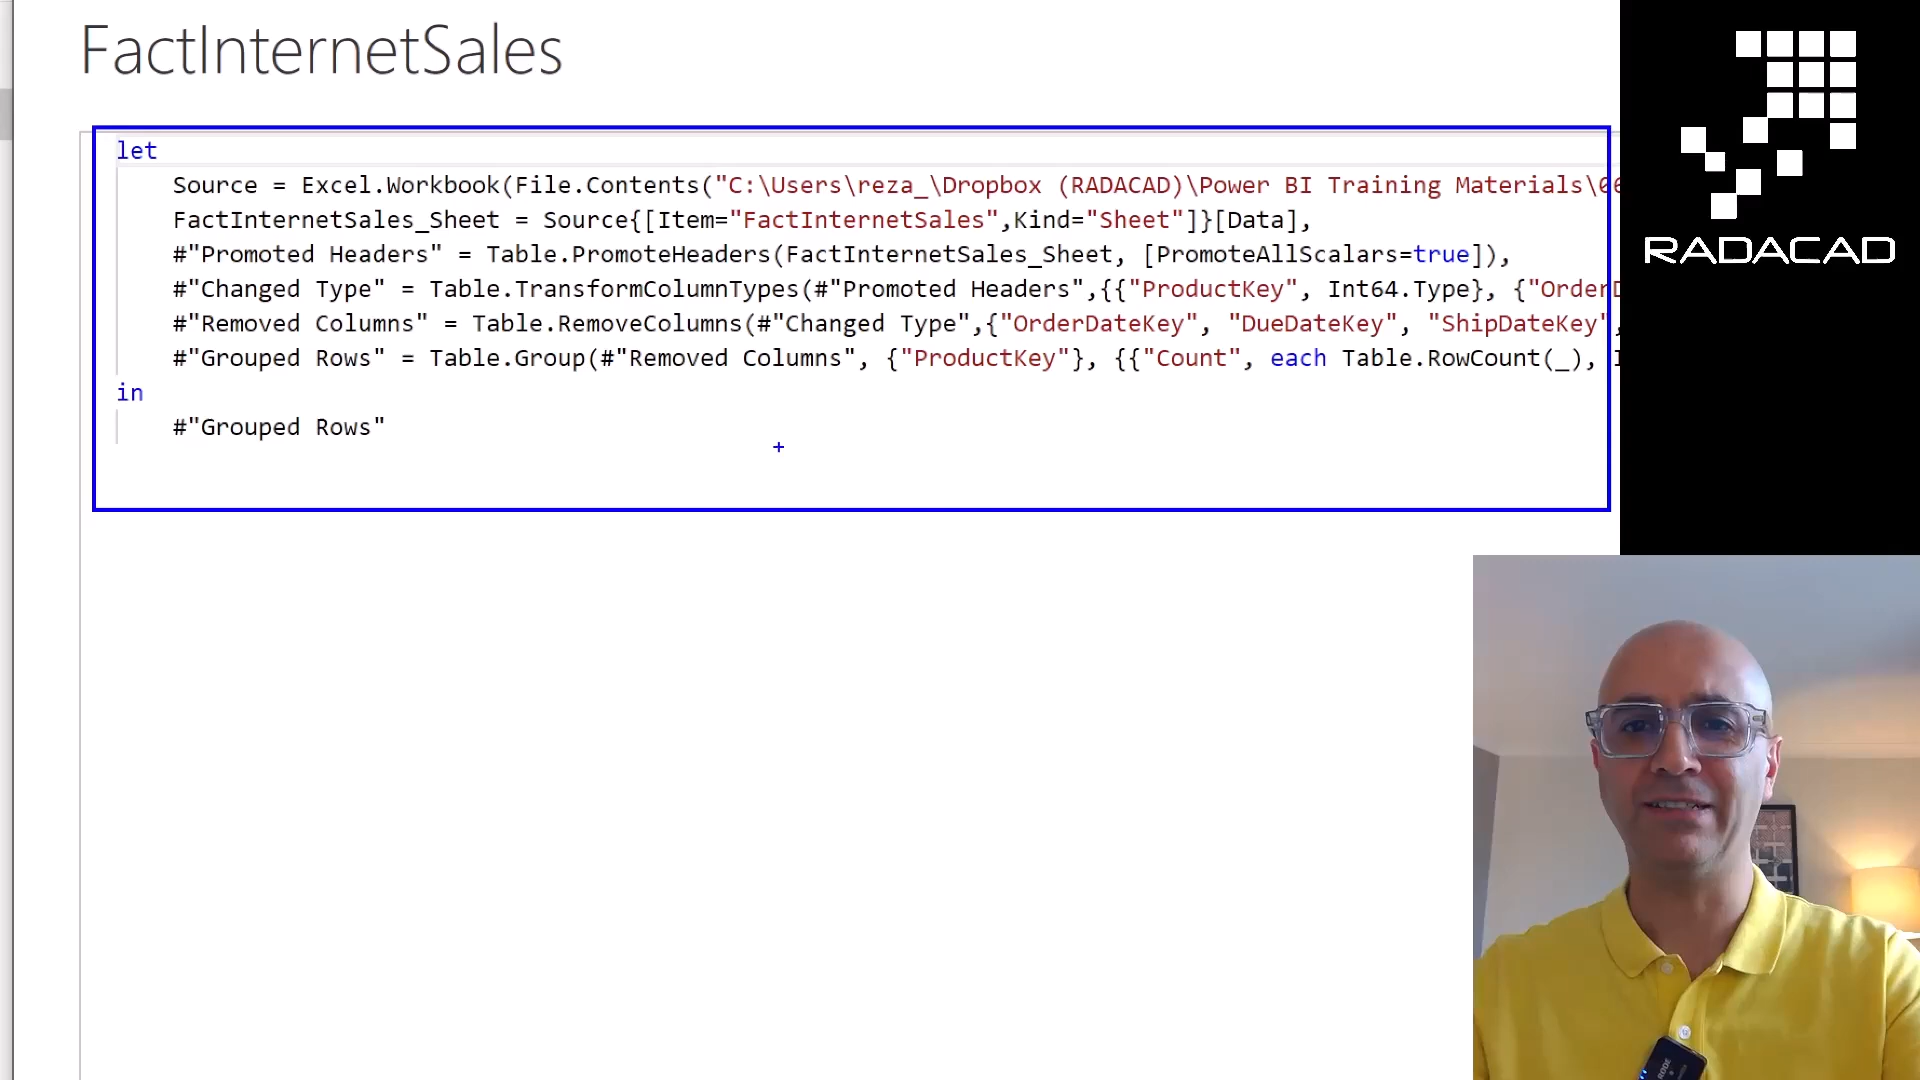 FactInternetSales
let
Source = Excel.Workbook(File.Contents("C:\Users\reza_\Dropbox (RADACAD)\Power BI Training Materials\06
FactInternetSales_Sheet = Source{[Item="FactInternetSales",Kind="Sheet"]}[Data],
#"Promoted Headers" = Table.PromoteHeaders(FactInternetSales_Sheet, [PromoteAllScalars=true]),
#"Changed Type" = Table.TransformColumnTypes(#"Promoted Headers",{{"ProductKey", Int64.Type}, {"OrderD
#"Removed Columns" = Table.RemoveColumns(#"Changed Type",{"OrderDateKey", "DueDateKey", "ShipDateKey",
#"Grouped Rows" = Table.Group(#"Removed Columns", {"ProductKey"}, {{"Count", each Table.RowCount(_), I
in
#"Grouped Rows"
RADACAD
RODE